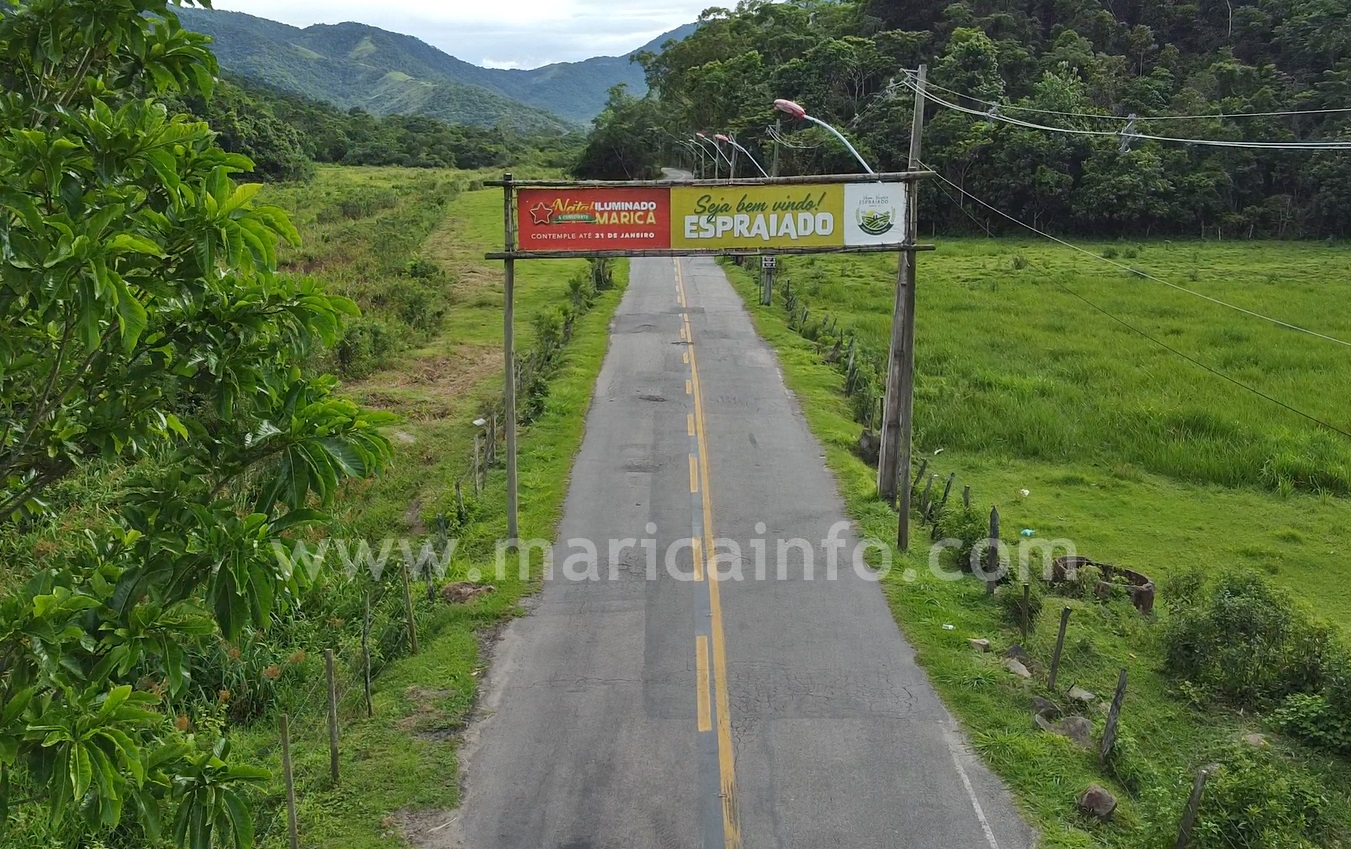 Natal ILUMINADO
MARICÁ
CONTEMPLE ATÉ 31 DE JANEIRO
Seja bem vindo!
ESPRAIADO
ESPRAIADO
www.maricainfo.com